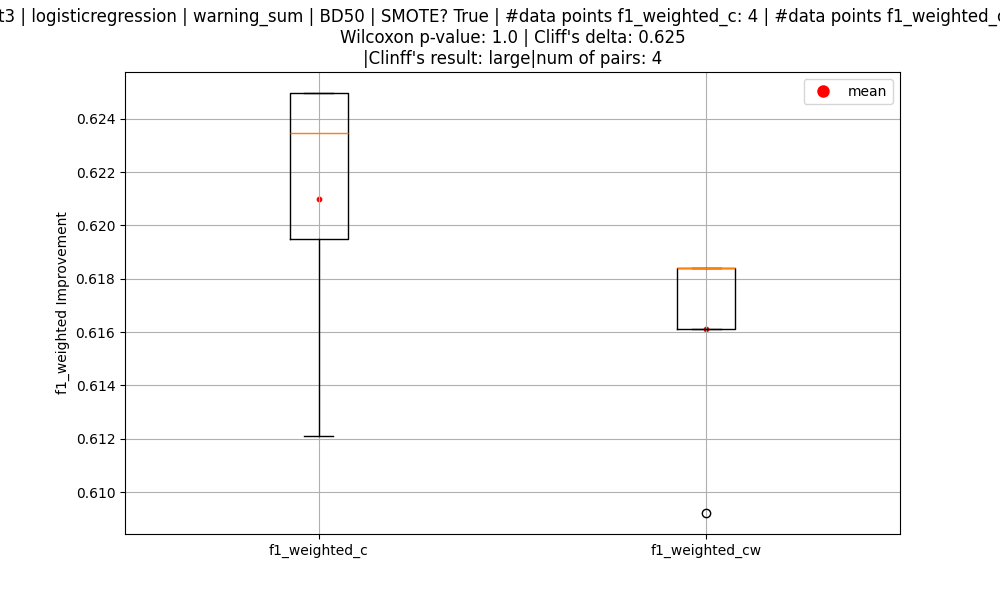 t3 | logisticregression | warning_sum | BD50 | SMOTE? True | #data points f1_weighted_c: 4 | #data points f1_weighted_c
Wilcoxon p-value: 1.0 | Cliff's delta: 0.625
|Clinff's result: large|num of pairs: 4
mean
0.624
0.622
0.620
0.618
0.616
0.614
0.612
0.610
f1_weighted Improvement
f1_weighted_c
f1_weighted_cw